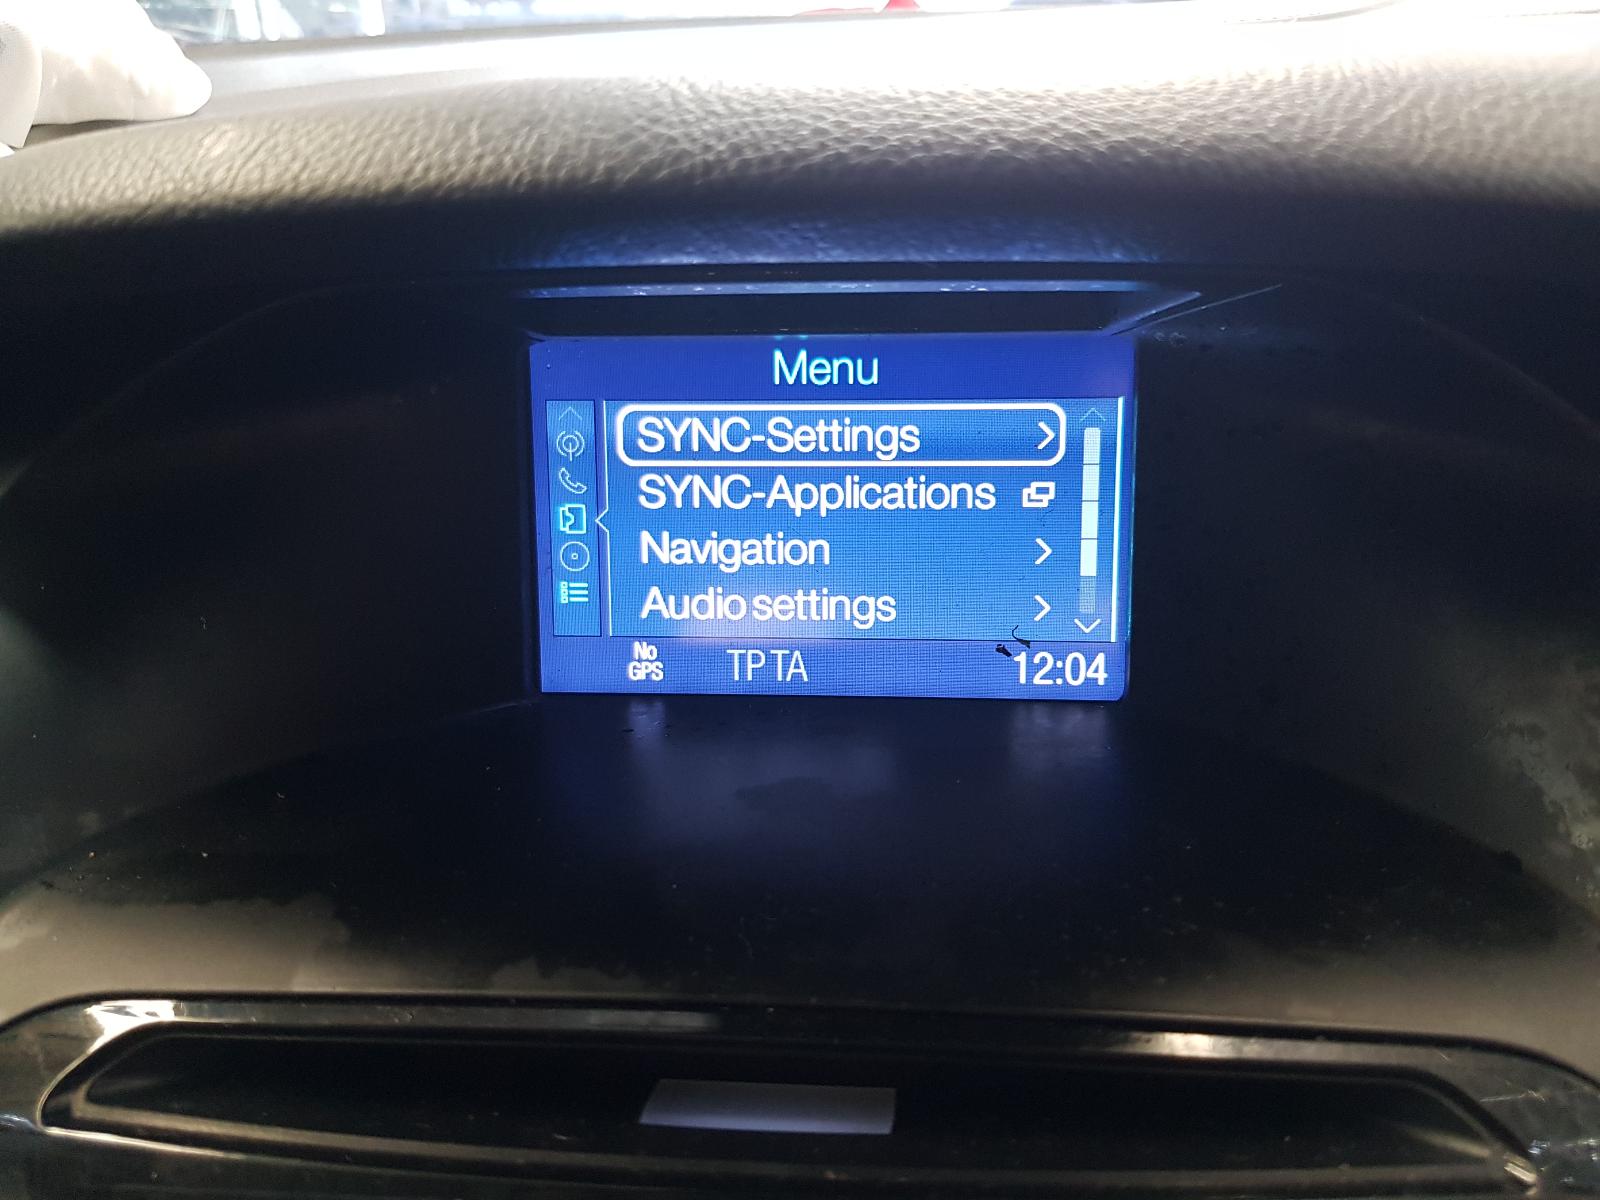 Menu
SYNC-Settings
SYNC-Applications
Navigation
Audio settings
No
GPS
TP TA
12:04